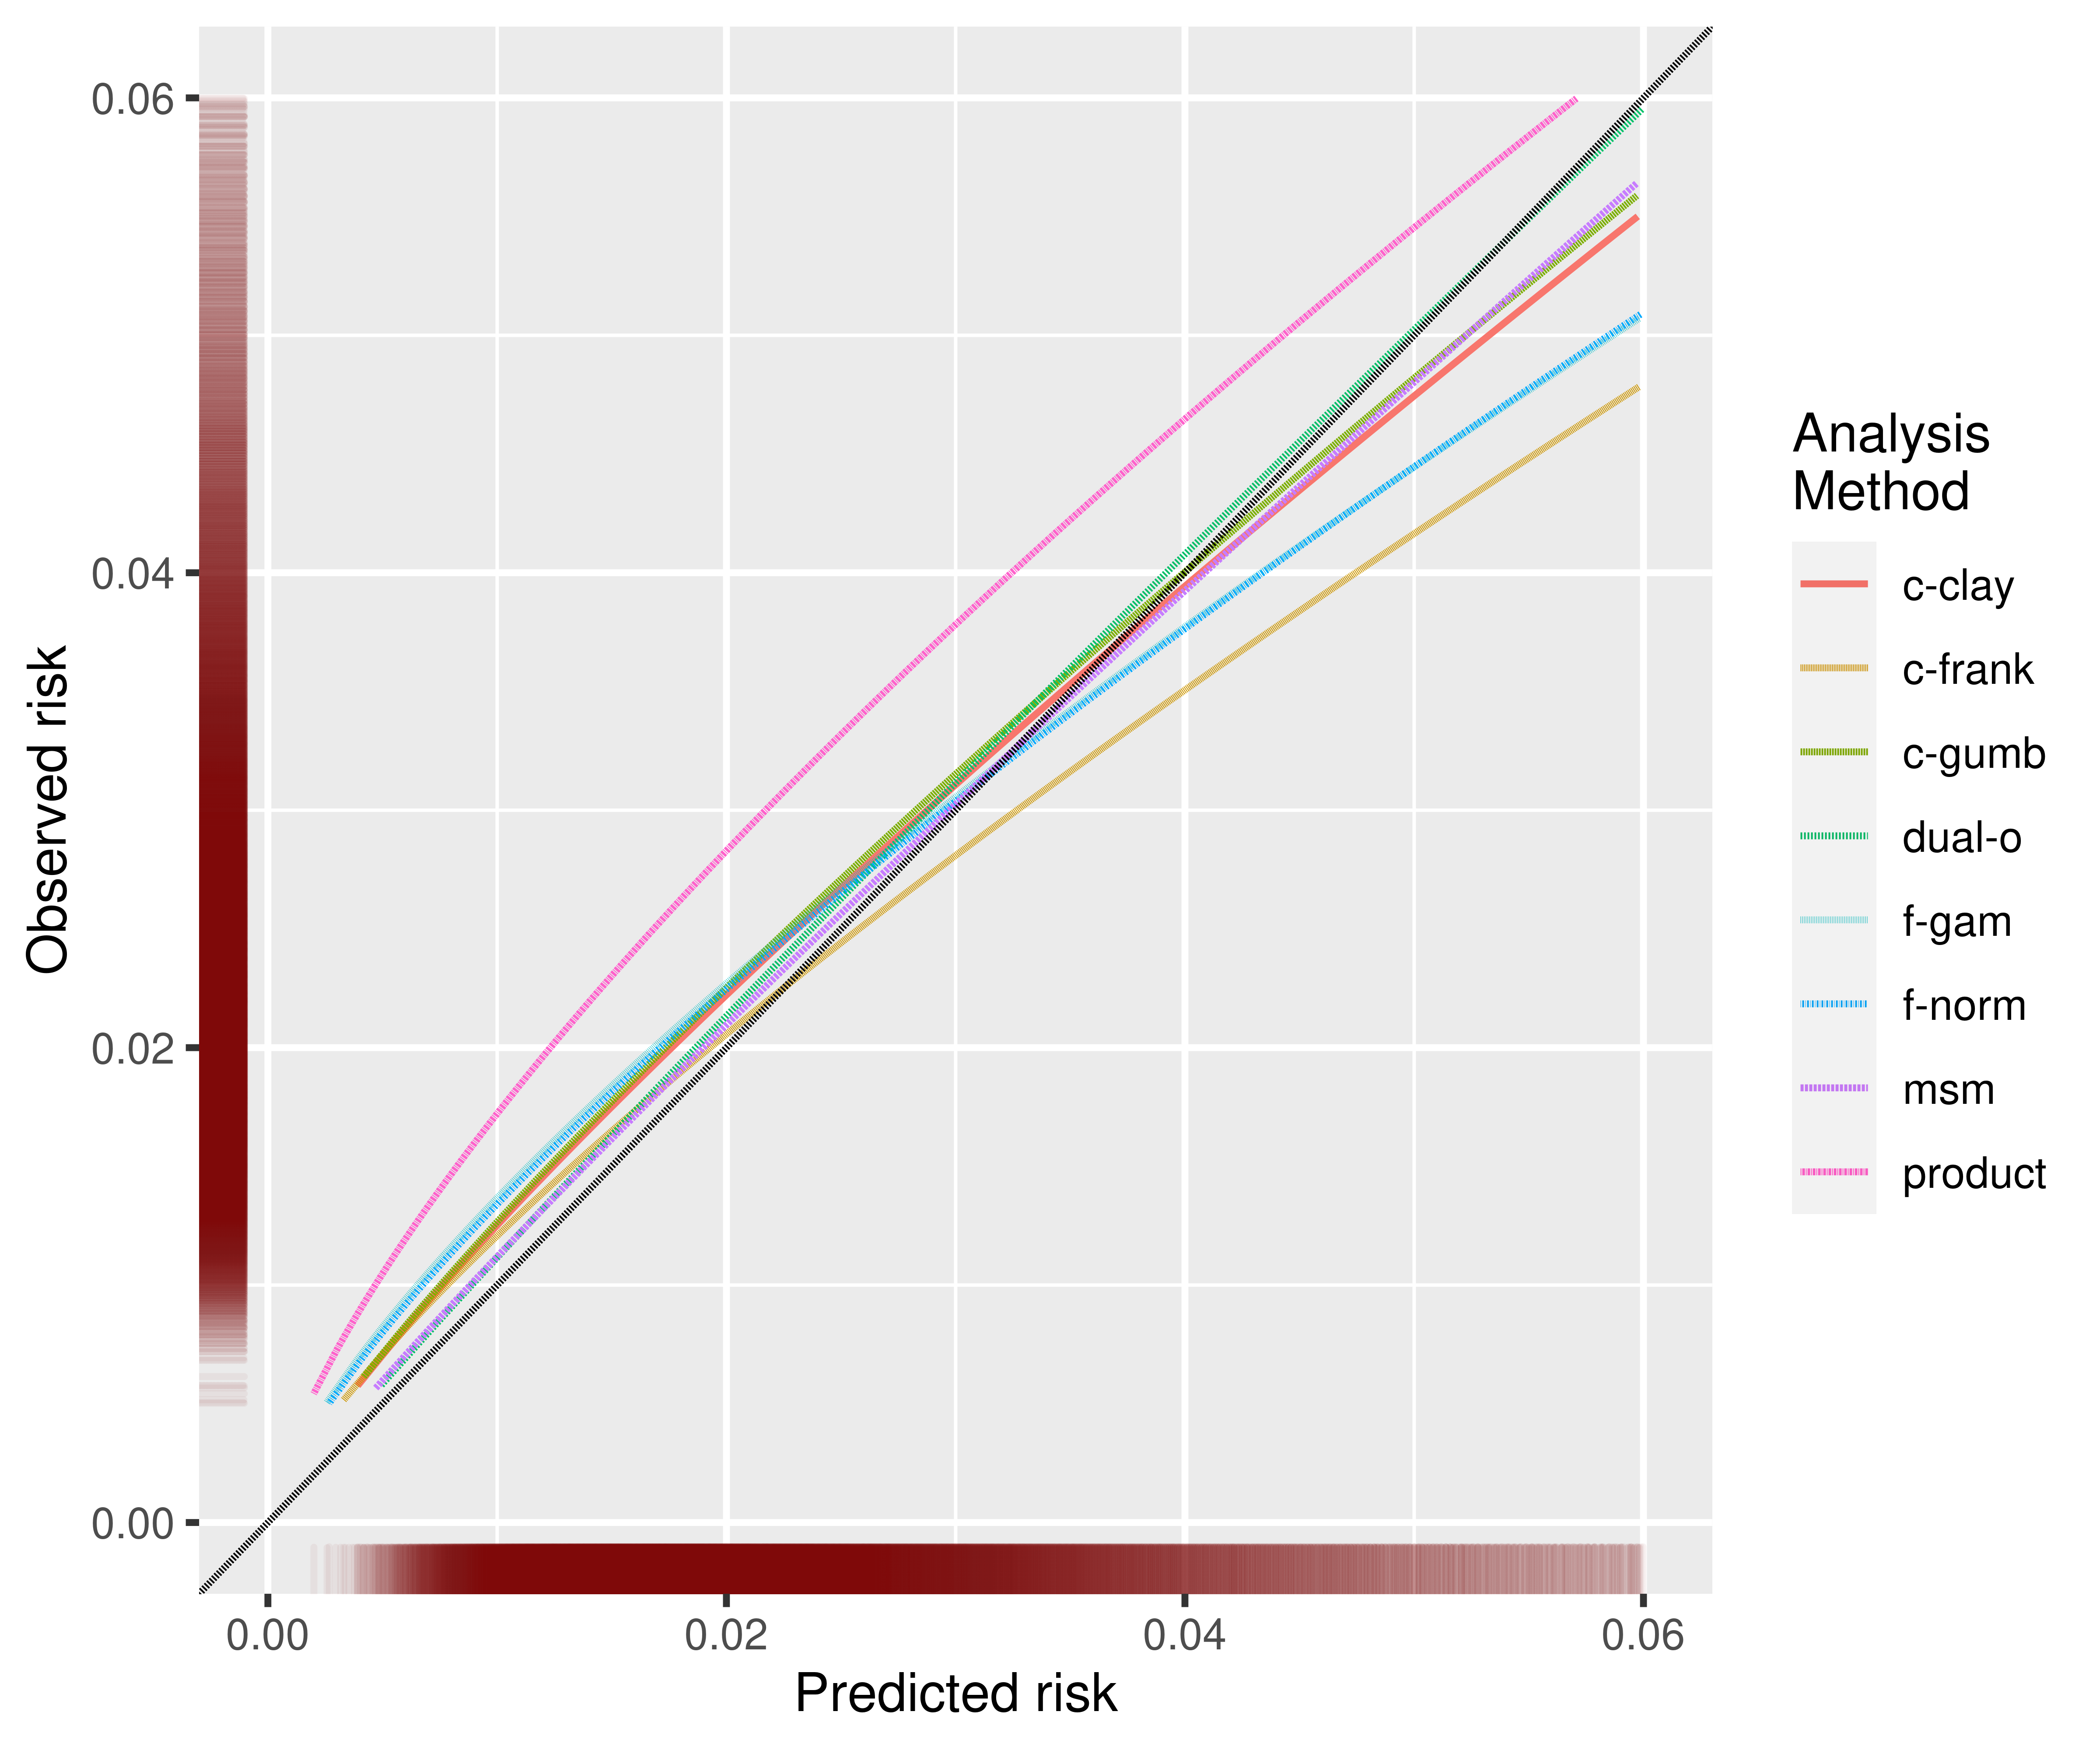 0.06
0.04
0.02
0.00
Observed risk
0.00
0.02
0.04
0.06
Predicted risk
Analysis
Method
c-clay
c-frank
c-gumb
dual-o
f-gam
f-norm
msm
product